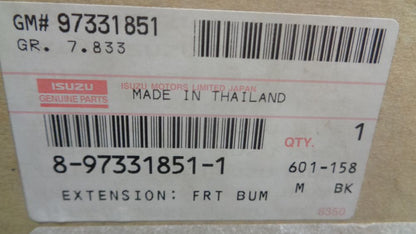 GM# 97331851
GR. 7.833
ISUZU
GENUINE PARTS
ISUZU MOTORS LIMITED JAPAN
MADE IN THAILAND
QTY. 1
8-97331851-1
601-158
EXTENSION: FRT BUM M BK
8350